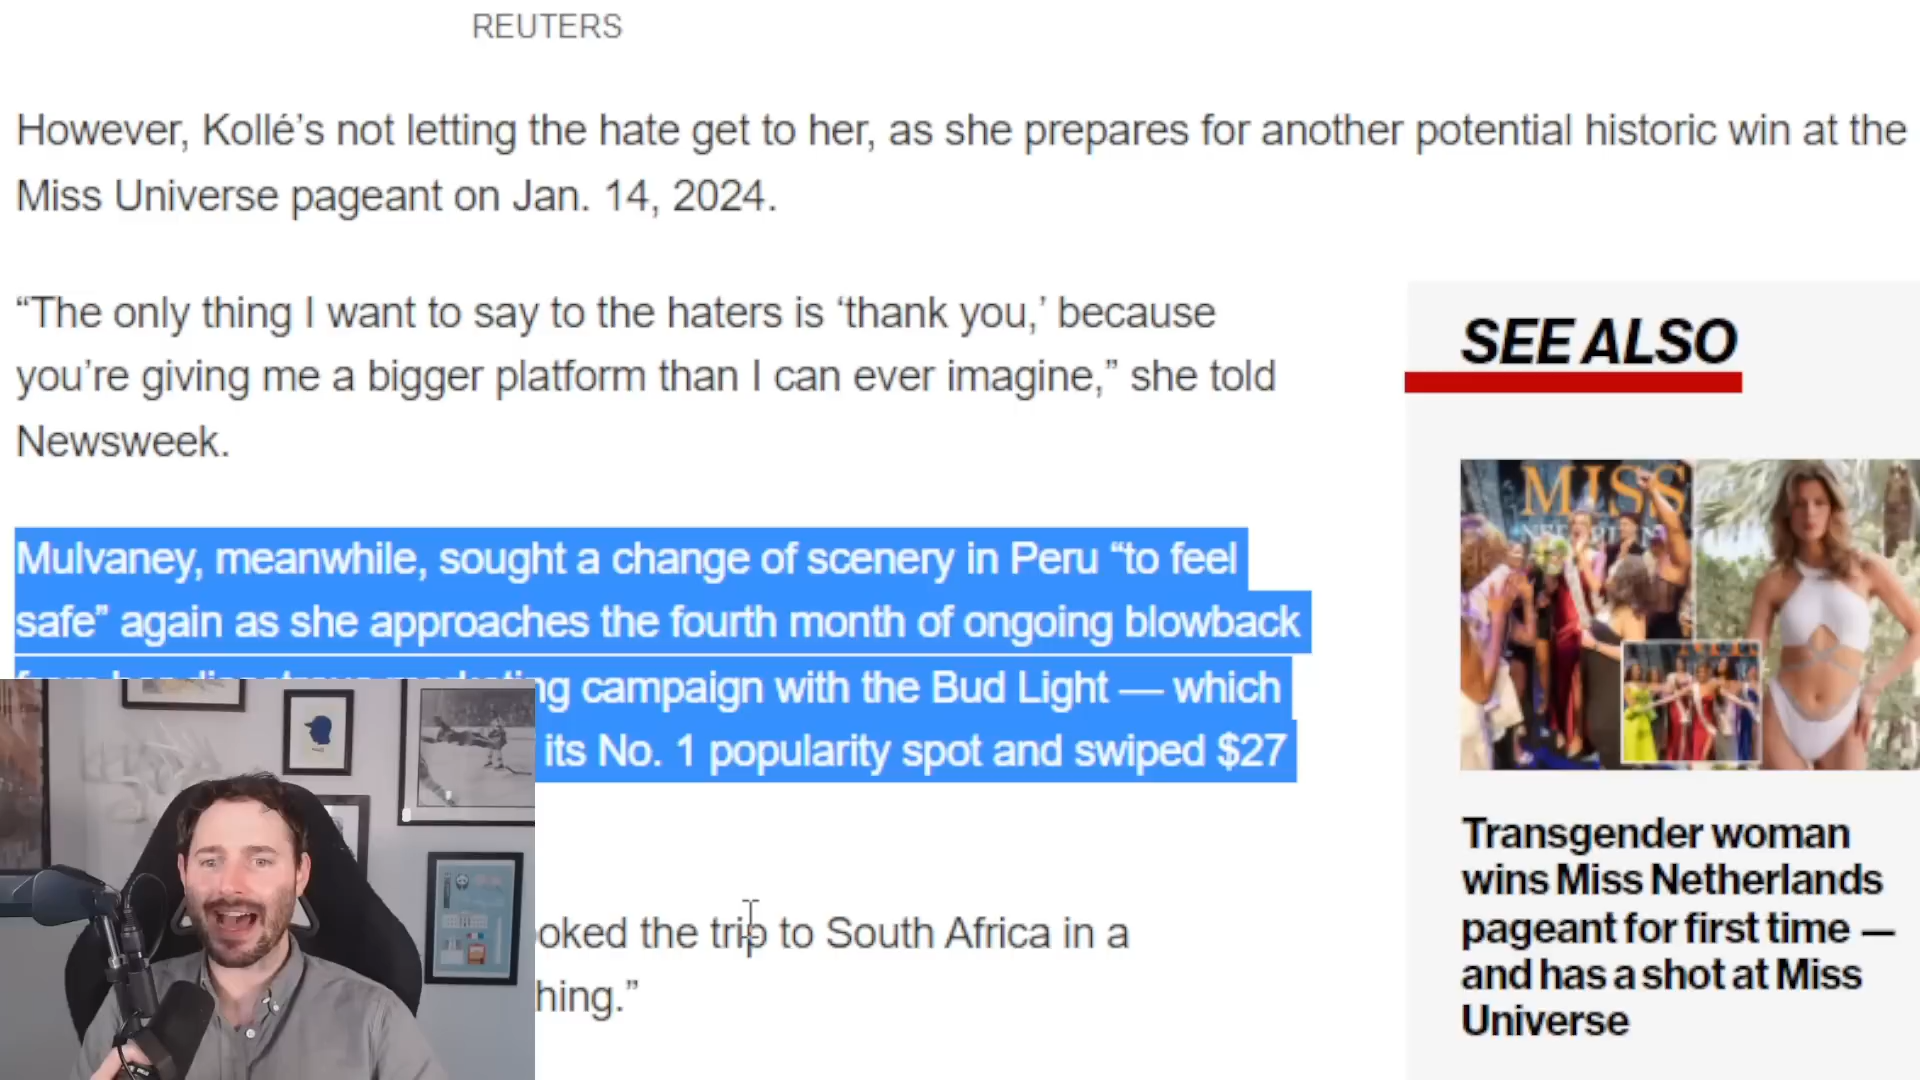 REUTERS
However, Kollé’s not letting the hate get to her, as she prepares for another potential historic win at the
Miss Universe pageant on Jan. 14, 2024.
“The only thing I want to say to the haters is ‘thank you,’ because
you’re giving me a bigger platform than I can ever imagine,” she told
Newsweek.
Mulvaney, meanwhile, sought a change of scenery in Peru “to feel
safe” again as she approaches the fourth month of ongoing blowback
campaign with the Bud Light — which
its No. 1 popularity spot and swiped $27
the trip to South Africa in a
SEE ALSO
MISS
MISS
Transgender woman
wins Miss Netherlands
pageant for first time —
and has a shot at Miss
Universe